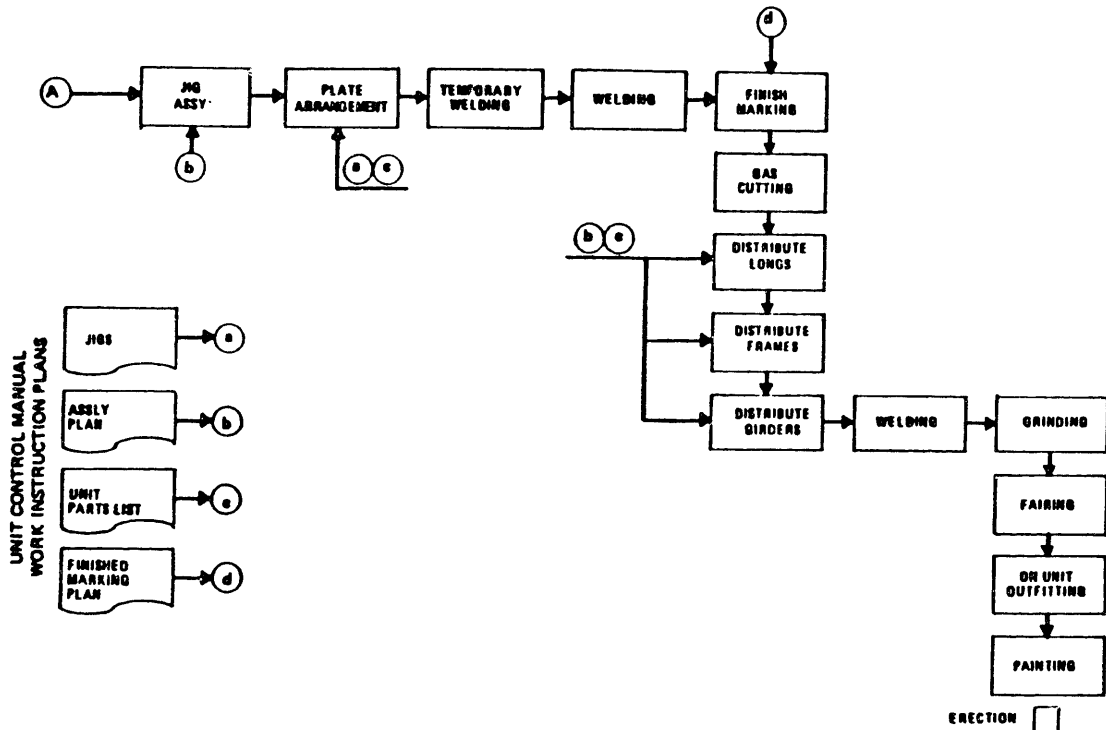 d
A
JIG
ASSY
PLATE
ARRANGEMENT
TEMPORARY
WELDING
WELDING
FINISH
MARKING
b
a c
GAS
CUTTING
b c
DISTRIBUTE
LONGS
DISTRIBUTE
FRAMES
DISTRIBUTE
GIRDERS
WELDING
GRINDING
FAIRING
ON UNIT
OUTFITTING
PAINTING
ERECTION
UNIT CONTROL MANUAL
WORK INSTRUCTION PLANS
JIGS
a
ASSLY
PLAN
b
UNIT
PARTS LIST
c
FINISHED
MARKING
PLAN
d